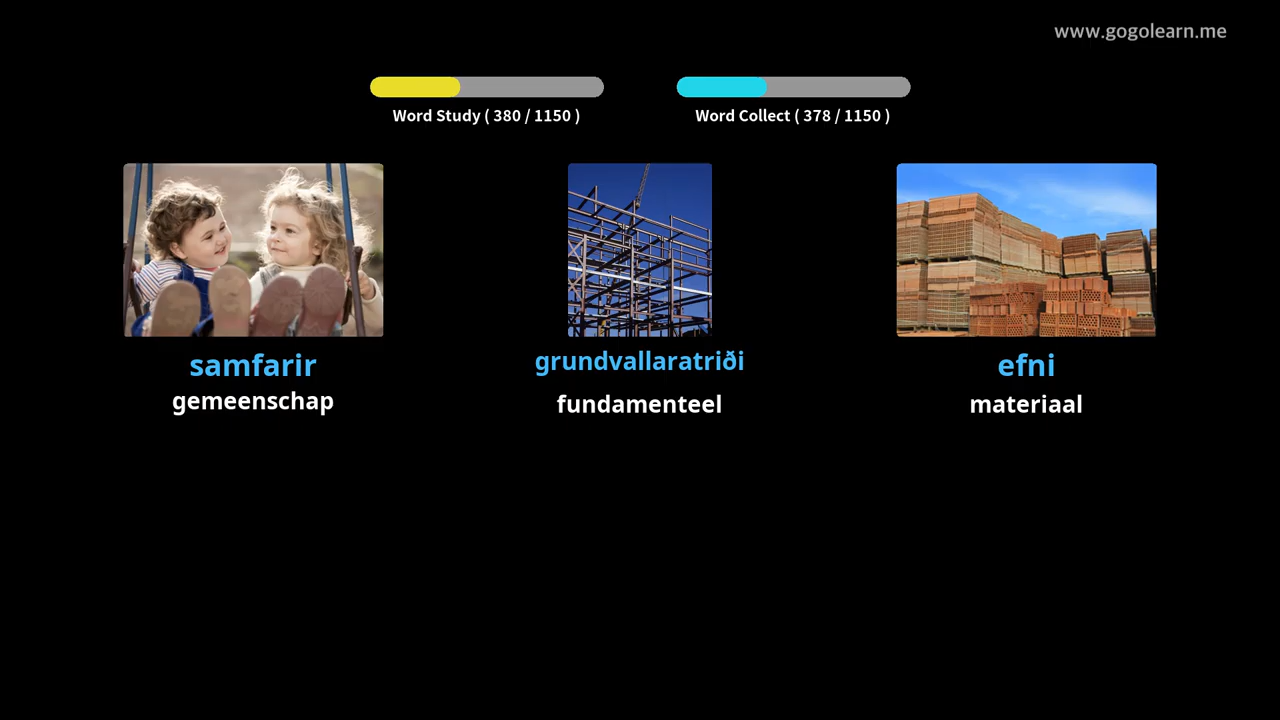 www.gogolearn.me
Word Study ( 380 / 1150 )
Word Collect ( 378 / 1150 )
samfarir
gemeenschap
grundvallaratriði
fundamenteel
efni
materiaal